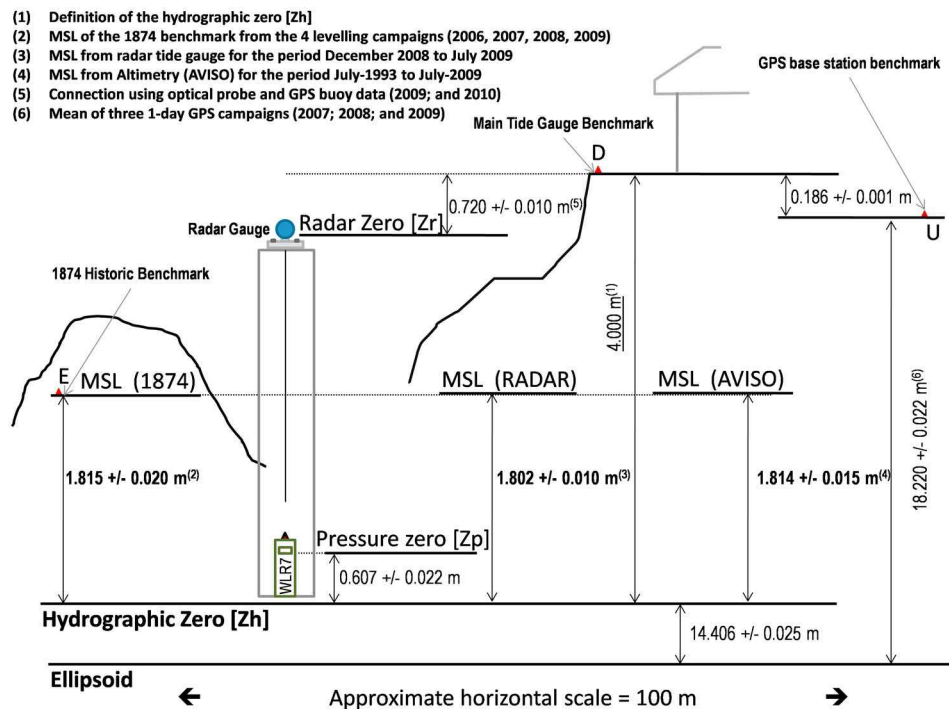 (1) Definition of the hydrographic zero [Zh]
(2) MSL of the 1874 benchmark from the 4 levelling campaigns (2006, 2007, 2008, 2009)
(3) MSL from radar tide gauge for the period December 2008 to July 2009
(4) MSL from Altimetry (AVISO) for the period July-1993 to July-2009
(5) Connection using optical probe and GPS buoy data (2009; and 2010)
(6) Mean of three 1-day GPS campaigns (2007; 2008; and 2009)
GPS base station benchmark
Main Tide Gauge Benchmark
D
0.720 +/- 0.010 m(5)
0.186 +/- 0.001 m
U
Radar Gauge
Radar Zero [Zr]
1874 Historic Benchmark
4.000 m(1)
E
MSL (1874)
MSL (RADAR)
MSL (AVISO)
18.220 +/- 0.022 m(6)
1.815 +/- 0.020 m(2)
1.802 +/- 0.010 m(3)
1.814 +/- 0.015 m(4)
Pressure zero [Zp]
WLR7
0.607 +/- 0.022 m
Hydrographic Zero [Zh]
14.406 +/- 0.025 m
Ellipsoid
Approximate horizontal scale = 100 m